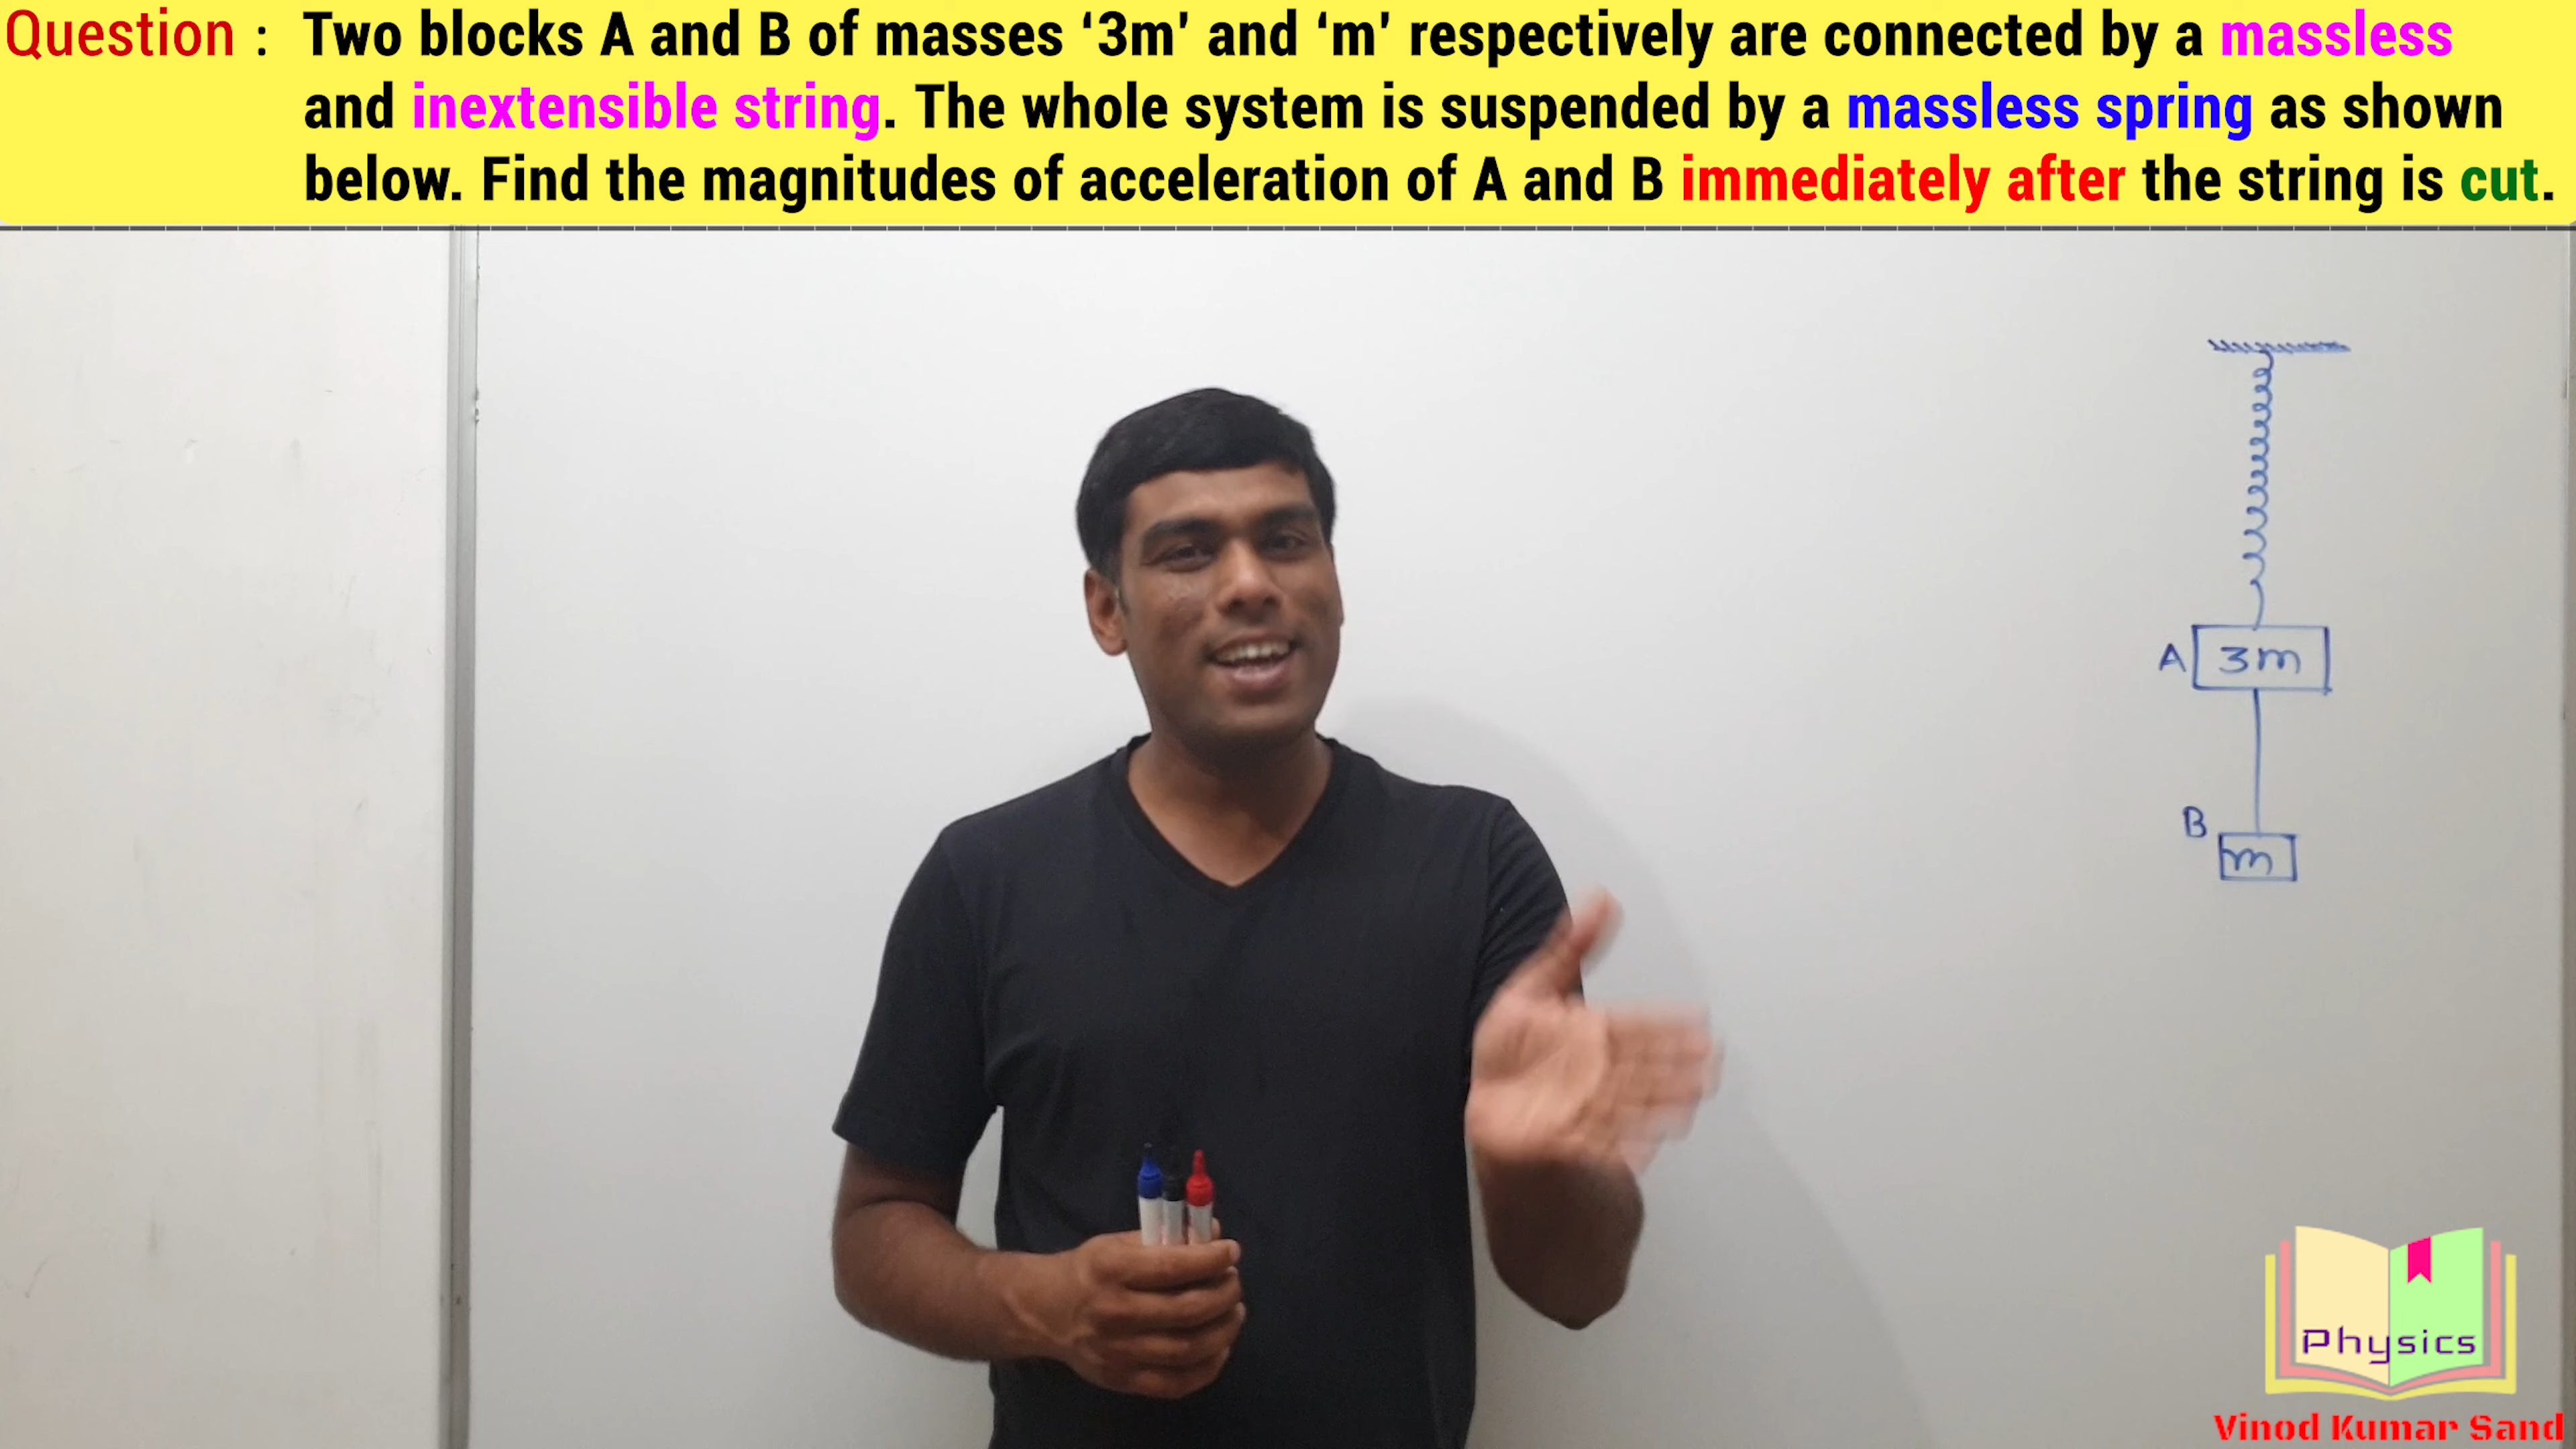 Question : Two blocks A and B of masses ‘3m’ and ‘m’ respectively are connected by a massless
and inextensible string. The whole system is suspended by a massless spring as shown
below. Find the magnitudes of acceleration of A and B immediately after the string is cut.
A 3m
B
m
Physics
Vinod Kumar Sand